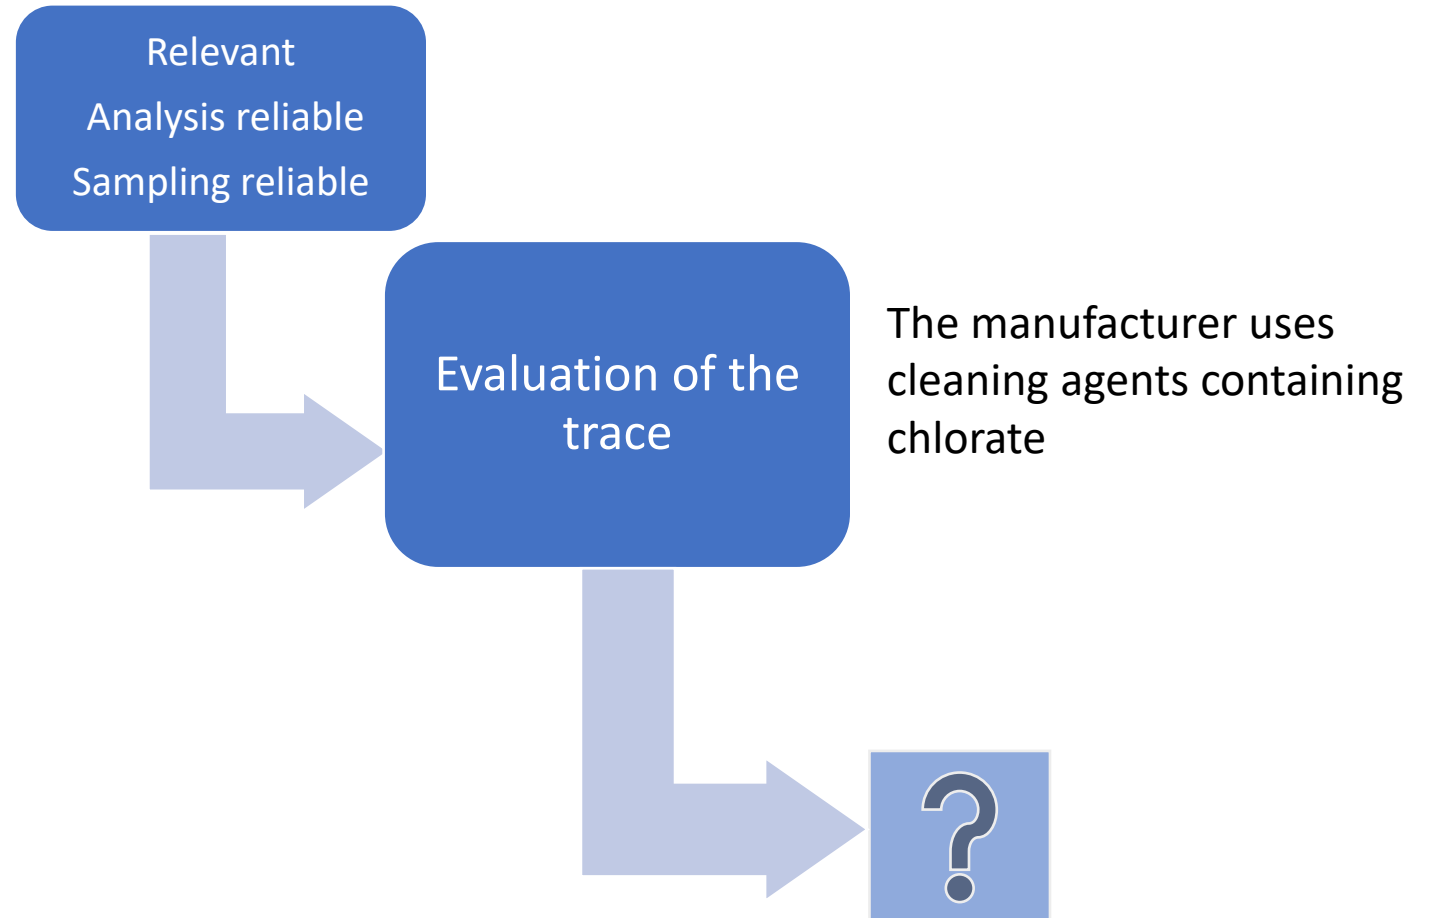 Relevant
Analysis reliable
Sampling reliable
Evaluation of the
trace
The manufacturer uses
cleaning agents containing
chlorate
?